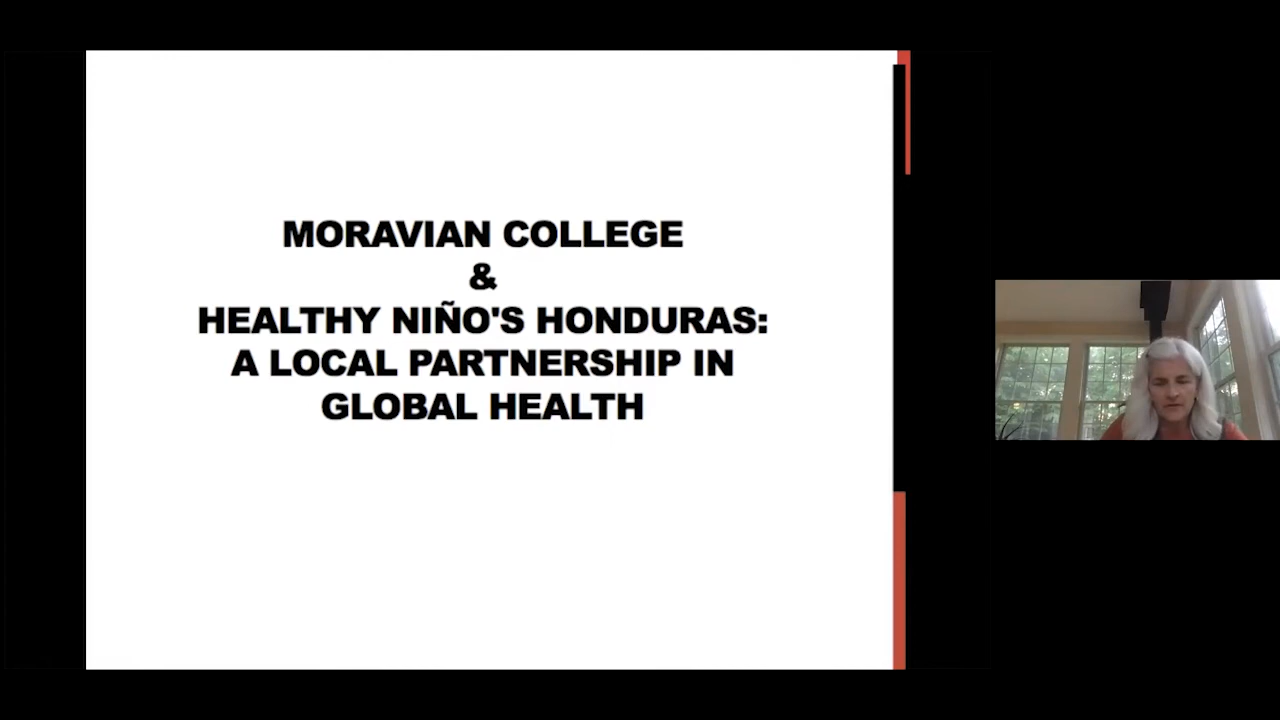 MORAVIAN COLLEGE
&
HEALTHY NIÑO'S HONDURAS:
A LOCAL PARTNERSHIP IN
GLOBAL HEALTH